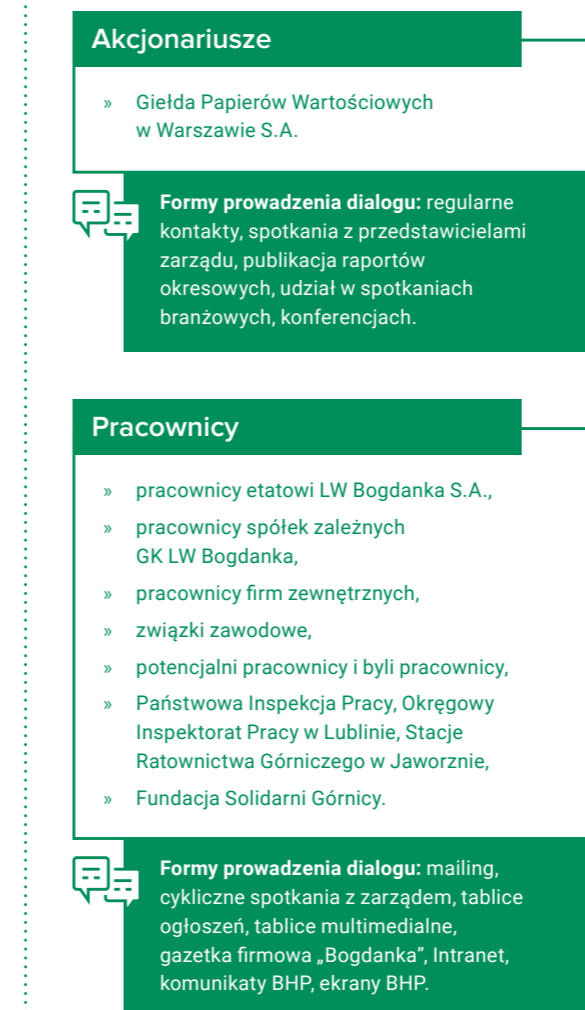 Akcjonariusze
» Giełda Papierów Wartościowych
w Warszawie S.A.
Formy prowadzenia dialogu: regularne
kontakty, spotkania z przedstawicielami
zarządu, publikacja raportów
okresowych, udział w spotkaniach
branżowych, konferencjach.
Pracownicy
» pracownicy etatowi LW Bogdanka S.A.,
» pracownicy spółek zależnych
GK LW Bogdanka,
» pracownicy firm zewnętrznych,
» związki zawodowe,
» potencjalni pracownicy i byli pracownicy,
» Państwowa Inspekcja Pracy, Okręgowy
Inspektorat Pracy w Lublinie, Stacje
Ratownictwa Górniczego w Jaworznie,
» Fundacja Solidarni Górnicy.
Formy prowadzenia dialogu: mailing,
cykliczne spotkania z zarządem, tablice
ogłoszeń, tablice multimedialne,
gazetka firmowa „Bogdanka”, Intranet,
komunikaty BHP, ekrany BHP.